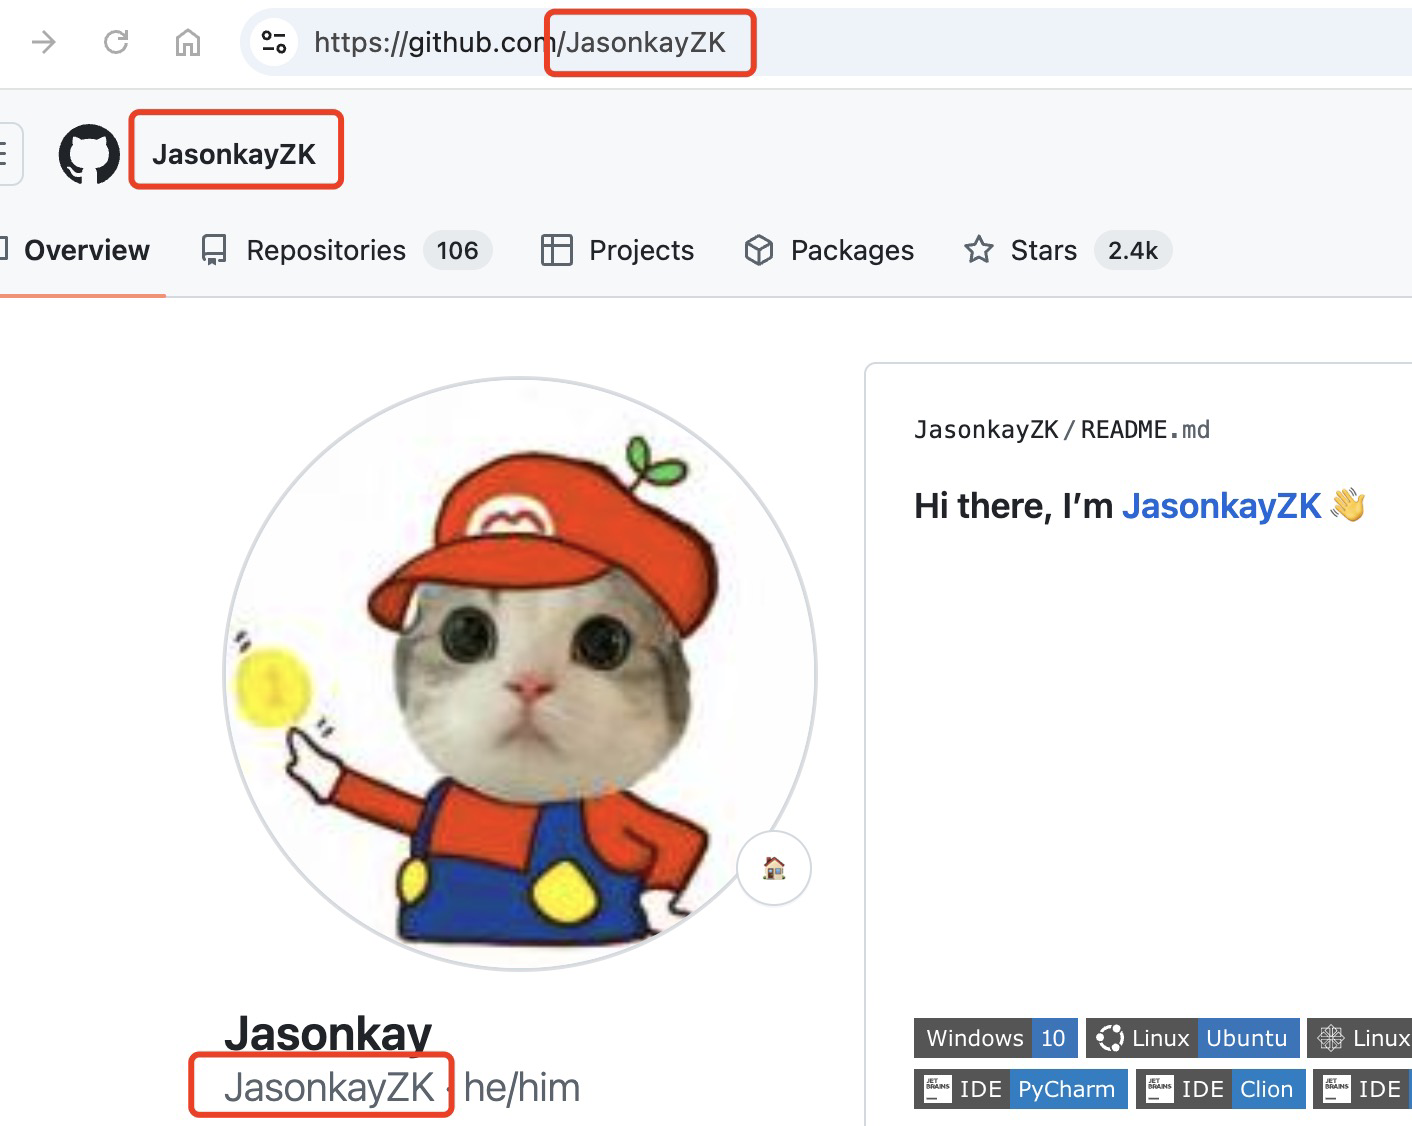 https://github.com/JasonkayZK
JasonkayZK
Overview Repositories 106 Projects Packages Stars 2.4k
JasonkayZK/README.md
Hi there, I’m JasonkayZK 👋
Jasonkay
JasonkayZK · he/him
Windows 10 Linux Ubuntu Linux
JET BRAINS IDE PyCharm JET BRAINS IDE Clion JET BRAINS IDE